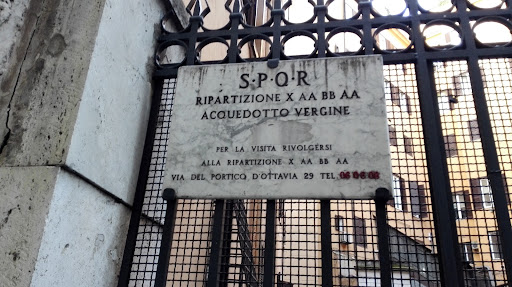 S.P.Q.R
RIPARTIZIONE X AA BB AA
ACQUEDOTTO VERGINE
PER LA VISITA RIVOLGERSI
ALLA RIPARTIZIONE X AA BB AA
VIA DEL PORTICO D'OTTAVIA 29 TEL.